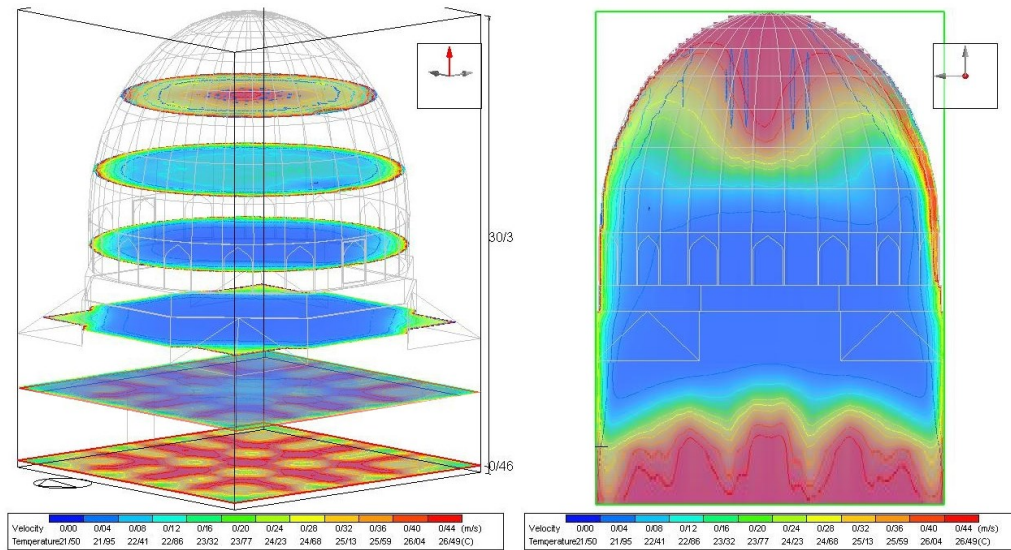 30/3
0/46
Velocity 0/00 0/04 0/08 0/12 0/16 0/20 0/24 0/28 0/32 0/36 0/40 0/44 (m/s)
Temperature21/50 21/95 22/41 22/86 23/32 23/77 24/23 24/68 25/13 25/59 26/04 26/49(C)
Velocity 0/00 0/04 0/08 0/12 0/16 0/20 0/24 0/28 0/32 0/36 0/40 0/44 (m/s)
Temperature21/50 21/95 22/41 22/86 23/32 23/77 24/23 24/68 25/13 25/59 26/04 26/49(C)